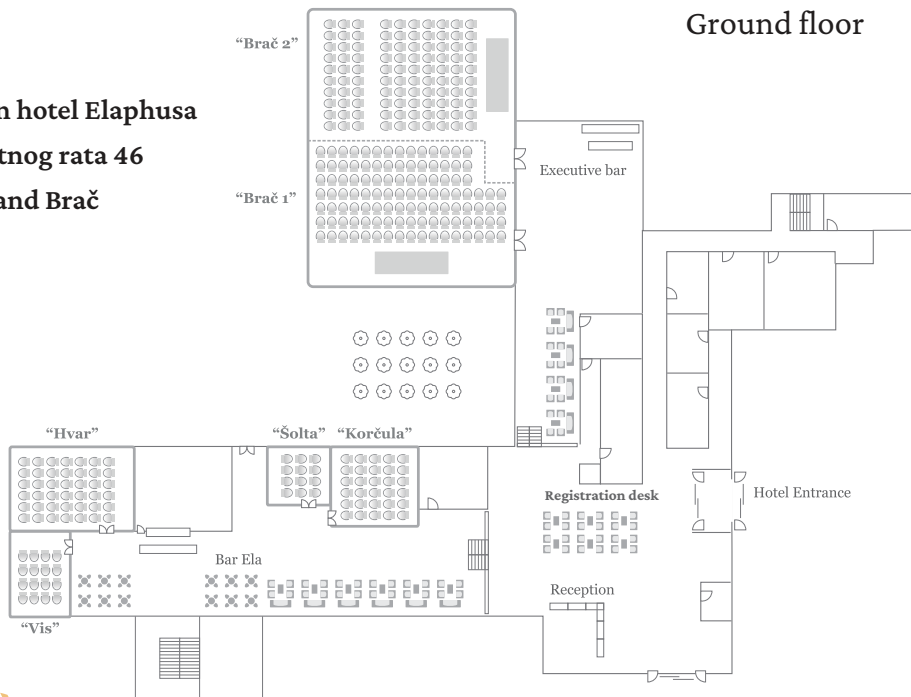 Ground floor
“Brač 2”
n hotel Elaphusa
tnog rata 46
and Brač
“Brač 1”
Executive bar
“Hvar”
“Šolta”
“Korčula”
Registration desk
Hotel Entrance
Bar Ela
Reception
“Vis”